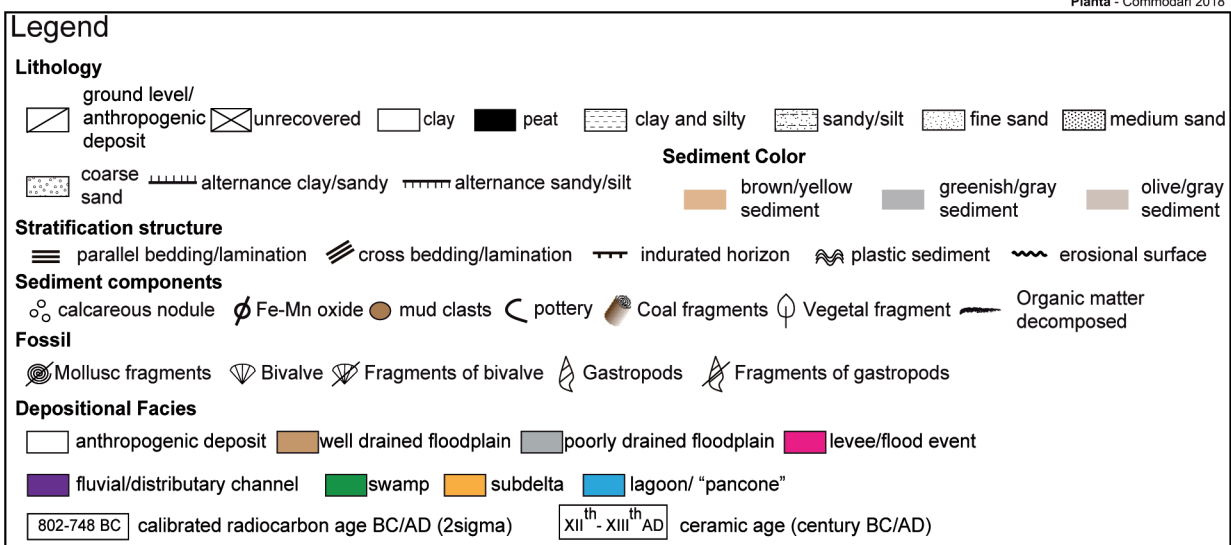 Planta - Commodari 2018
Legend
Lithology
ground level/
anthropogenic
deposit
unrecovered
clay
peat
clay and silty
sandy/silt
fine sand
medium sand
coarse
sand
alternance clay/sandy
alternance sandy/silt
Sediment Color
brown/yellow
sediment
greenish/gray
sediment
olive/gray
sediment
Stratification structure
parallel bedding/lamination
cross bedding/lamination
indurated horizon
plastic sediment
erosional surface
Sediment components
calcareous nodule
Fe-Mn oxide
mud clasts
pottery
Coal fragments
Vegetal fragment
Organic matter
decomposed
Fossil
Mollusc fragments
Bivalve
Fragments of bivalve
Gastropods
Fragments of gastropods
Depositional Facies
anthropogenic deposit
well drained floodplain
poorly drained floodplain
levee/flood event
fluvial/distributary channel
swamp
subdelta
lagoon/ "pancone"
802-748 BC
calibrated radiocarbon age BC/AD (2sigma)
XIIth- XIIIth AD
ceramic age (century BC/AD)